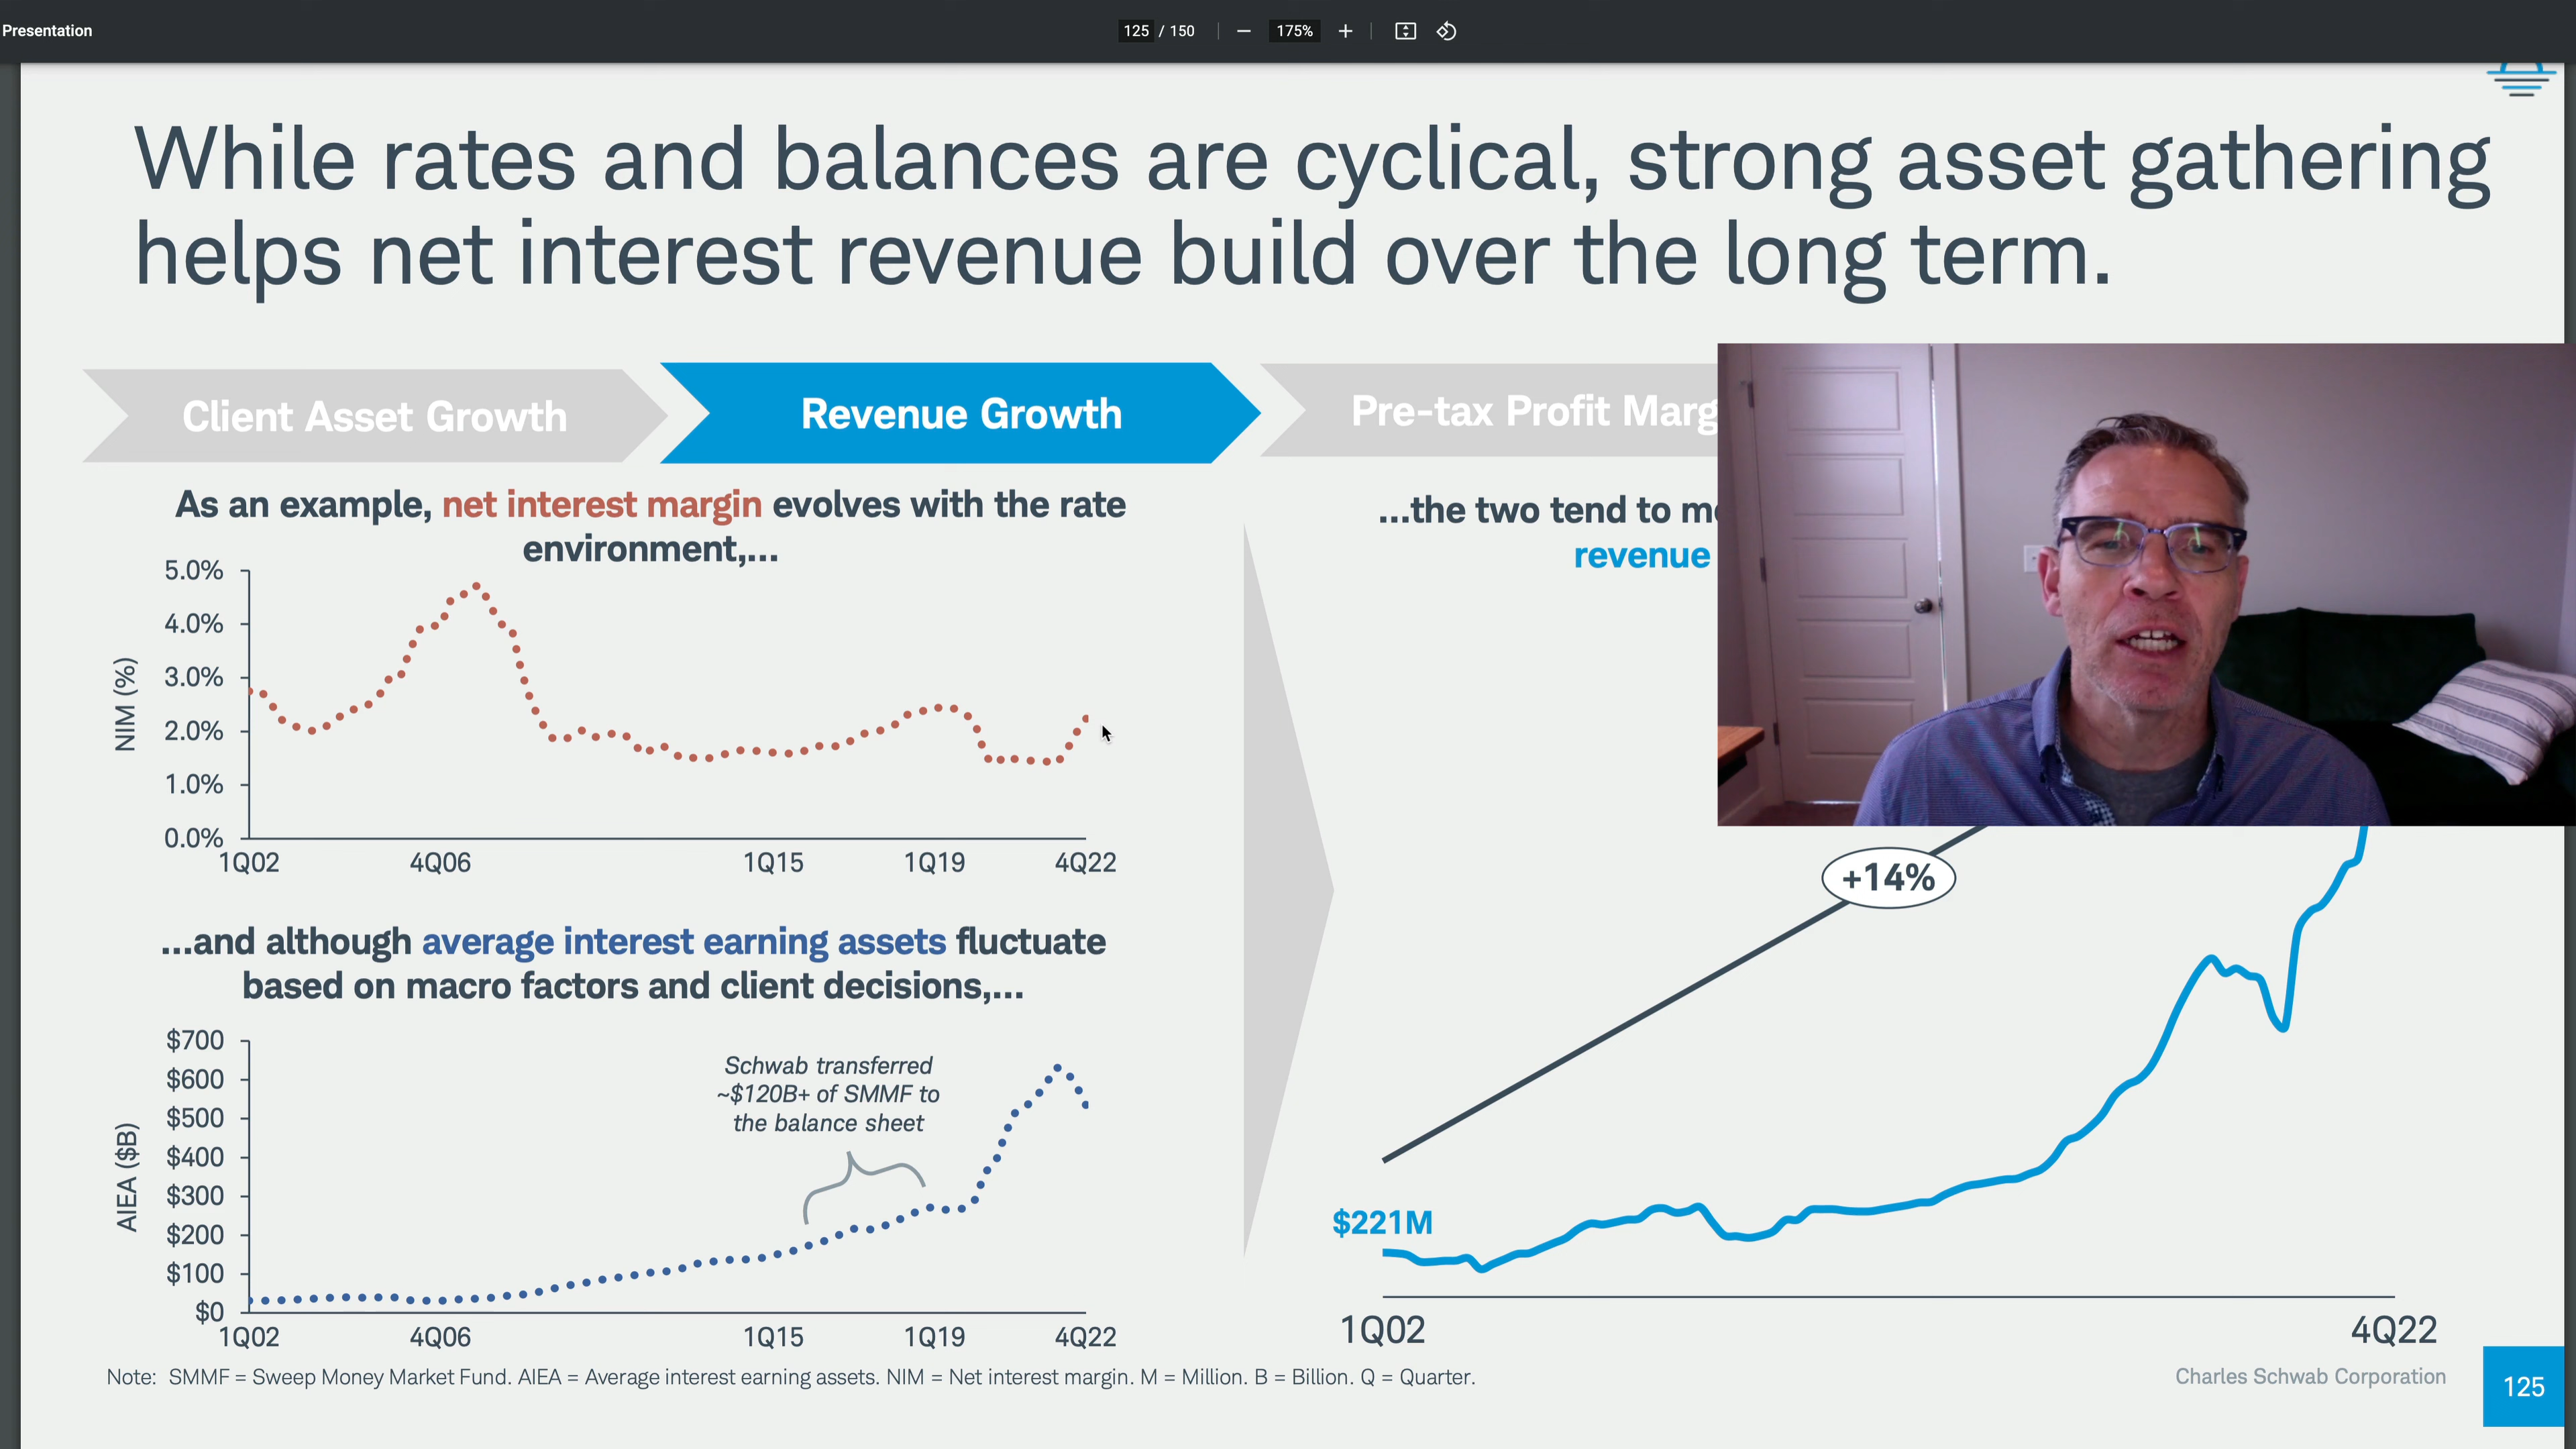 Presentation
125 / 150
175%
While rates and balances are cyclical, strong asset gathering
helps net interest revenue build over the long term.
Client Asset Growth
Revenue Growth
Pre-tax Profit Marg
As an example, net interest margin evolves with the rate
environment,...
NIM (%)
5.0%
4.0%
3.0%
2.0%
1.0%
0.0%
1Q02
4Q06
1Q15
1Q19
4Q22
...and although average interest earning assets fluctuate
based on macro factors and client decisions,...
AIEA ($B)
$700
$600
$500
$400
$300
$200
$100
$0
Schwab transferred
~$120B+ of SMMF to
the balance sheet
1Q02
4Q06
1Q15
1Q19
4Q22
...the two tend to
revenue
+14%
$221M
1Q02
4Q22
Note: SMMF = Sweep Money Market Fund. AIEA = Average interest earning assets. NIM = Net interest margin. M = Million. B = Billion. Q = Quarter.
Charles Schwab Corporation
125